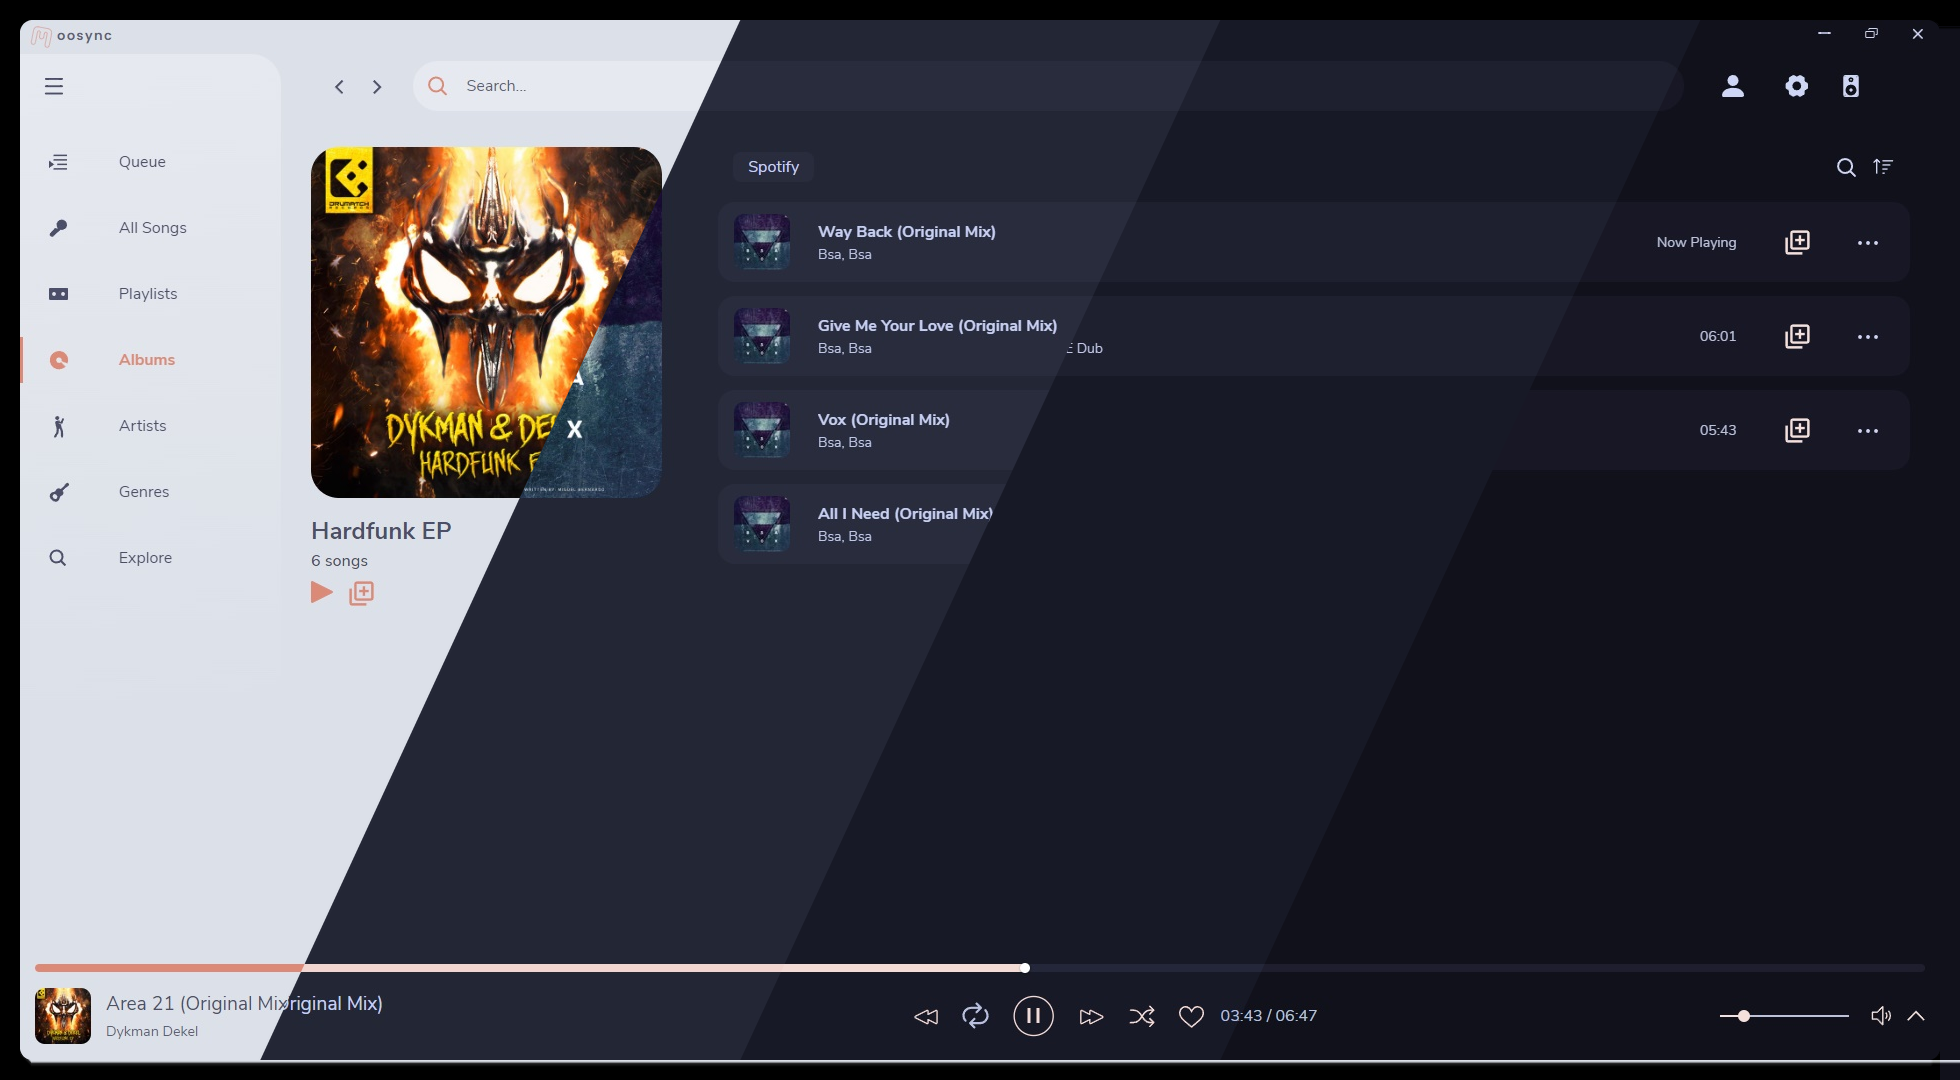 oosync
Search...
Queue
All Songs
Playlists
Albums
Artists
Genres
Explore
DRUMATCH
DYKMAN & DE
HARDFUNK E
X
Hardfunk EP
6 songs
Spotify
Way Back (Original Mix)
Bsa, Bsa
Now Playing
Give Me Your Love (Original Mix)
Bsa, Bsa
E Dub
06:01
Vox (Original Mix)
Bsa, Bsa
05:43
All I Need (Original Mix)
Bsa, Bsa
Area 21 (Original Mixriginal Mix)
Dykman Dekel
03:43 / 06:47